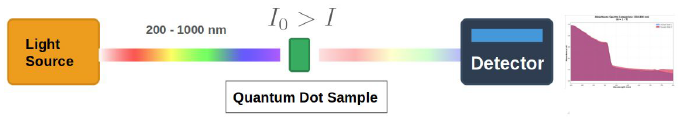 Light
Source
200 - 1000 nm
I₀ > I
Quantum Dot Sample
Detector